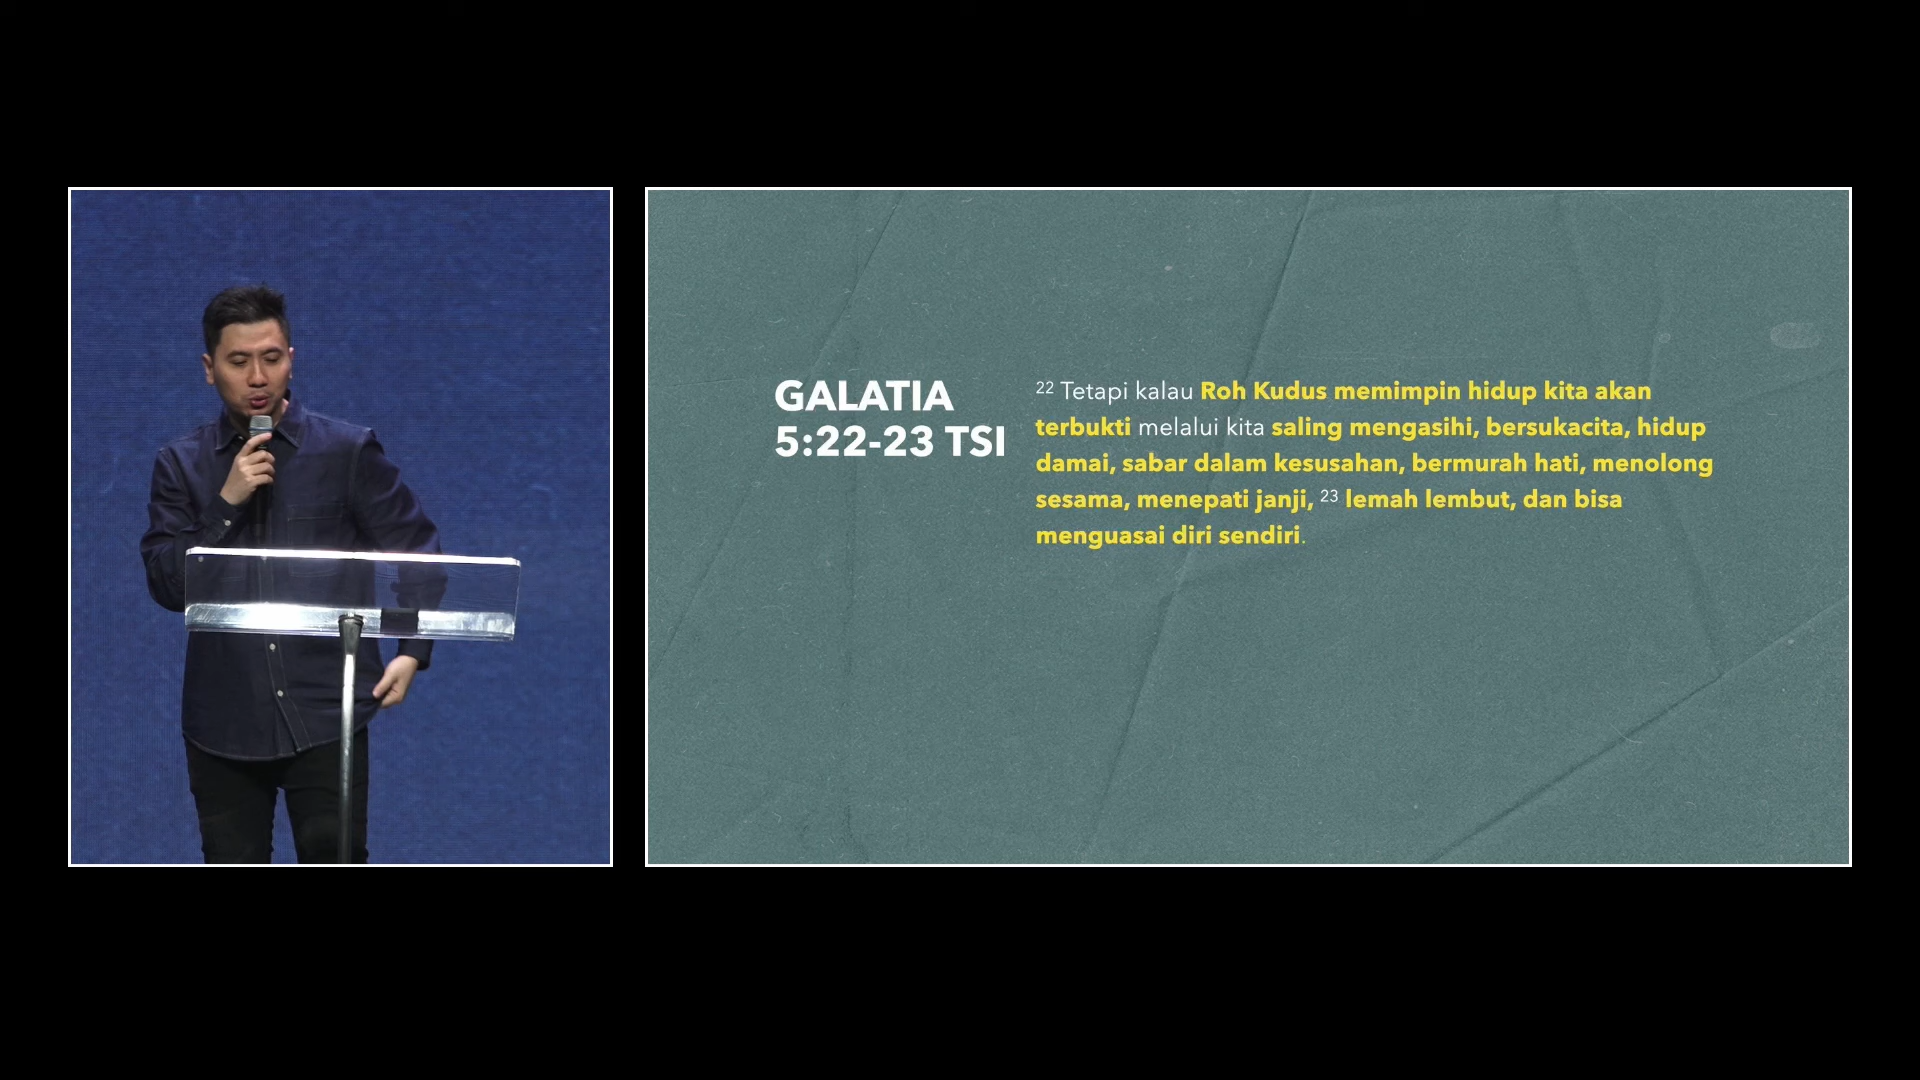 GALATIA
5:22-23 TSI
22 Tetapi kalau Roh Kudus memimpin hidup kita akan
terbukti melalui kita saling mengasihi, bersukacita, hidup
damai, sabar dalam kesusahan, bermurah hati, menolong
sesama, menepati janji, 23 lemah lembut, dan bisa
menguasai diri sendiri.